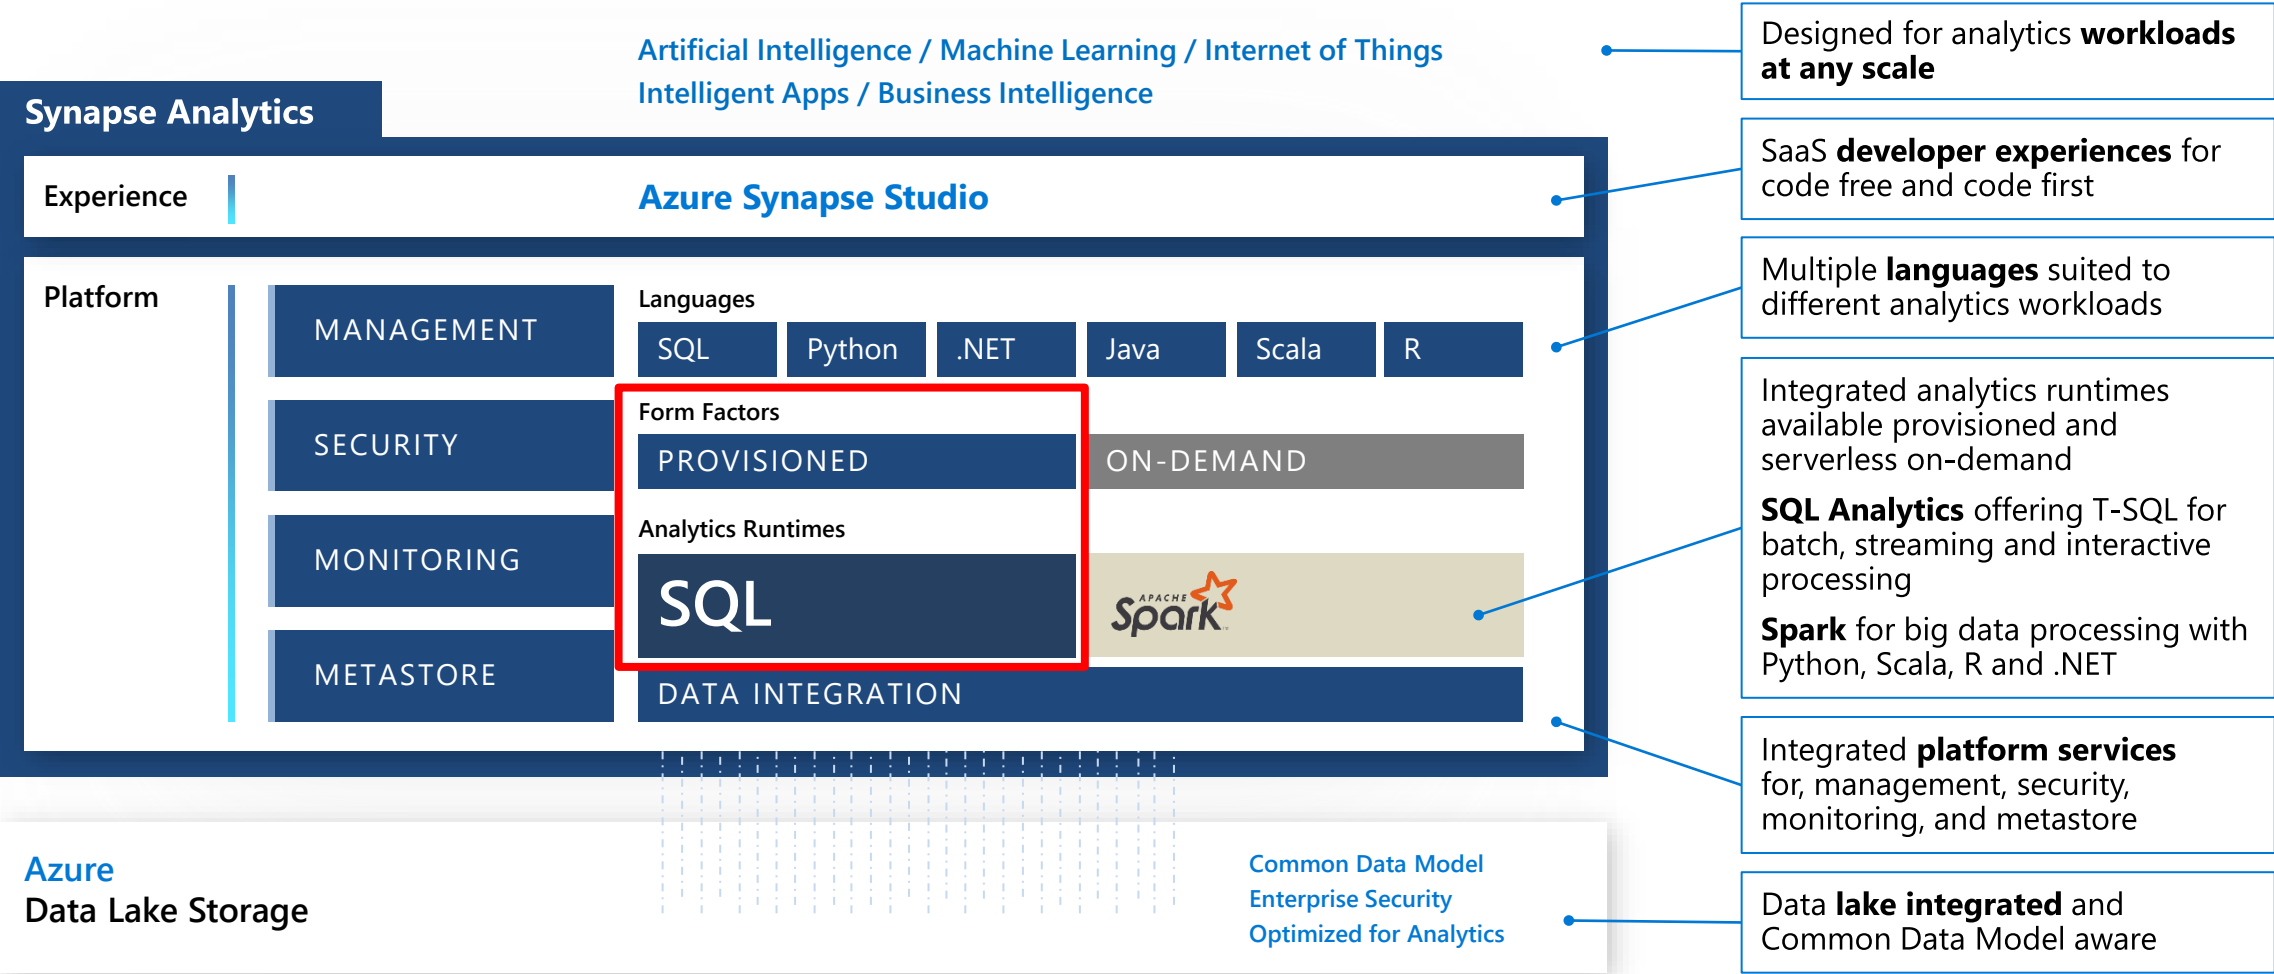 Artificial Intelligence / Machine Learning / Internet of Things
Intelligent Apps / Business Intelligence
Synapse Analytics
Experience
Azure Synapse Studio
Platform
MANAGEMENT
SECURITY
MONITORING
METASTORE
Languages
SQL
Python
.NET
Java
Scala
R
Form Factors
PROVISIONED
ON-DEMAND
Analytics Runtimes
SQL
APACHE
Spark
DATA INTEGRATION
Azure
Data Lake Storage
Common Data Model
Enterprise Security
Optimized for Analytics
Designed for analytics workloads
at any scale
SaaS developer experiences for
code free and code first
Multiple languages suited to
different analytics workloads
Integrated analytics runtimes
available provisioned and
serverless on-demand
SQL Analytics offering T-SQL for
batch, streaming and interactive
processing
Spark for big data processing with
Python, Scala, R and .NET
Integrated platform services
for, management, security,
monitoring, and metastore
Data lake integrated and
Common Data Model aware